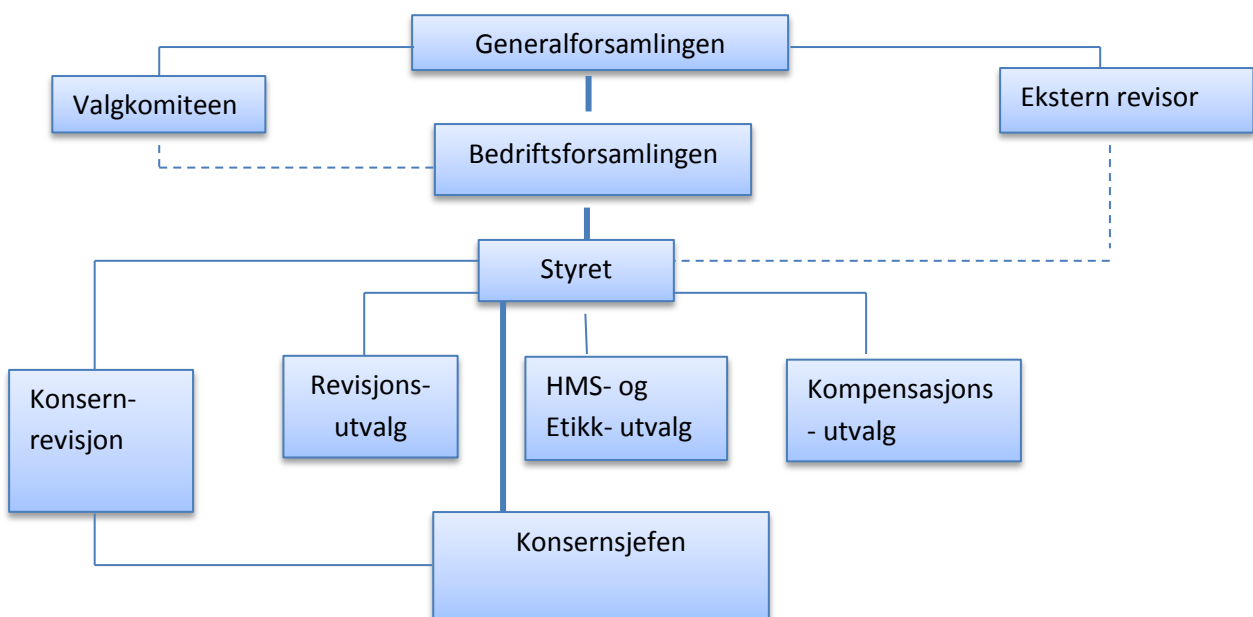 Generalforsamlingen
Valgkomiteen
Ekstern revisor
Bedriftsforsamlingen
Styret
Konsern-
revisjon
Revisjons-
utvalg
HMS- og
Etikk- utvalg
Kompensasjons
- utvalg
Konsernsjefen